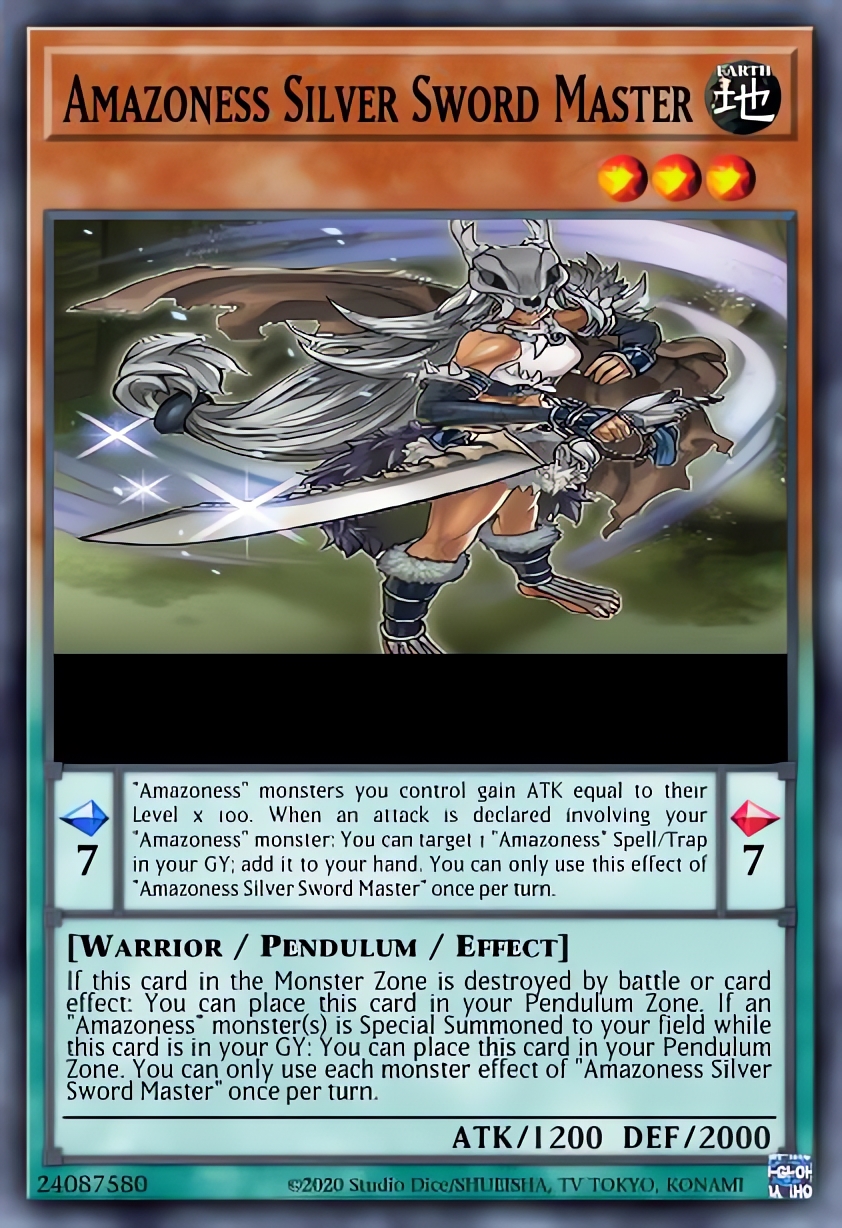 AMAZONESS SILVER SWORD MASTER
EARTH
地
"Amazoness" monsters you control gain ATK equal to their
Level x 100. When an attack is declared involving your
"Amazoness" monster: You can target 1 "Amazoness" Spell/Trap
in your GY; add it to your hand. You can only use this effect of
"Amazoness Silver Sword Master" once per turn.
7
7
[WARRIOR / PENDULUM / EFFECT]
If this card in the Monster Zone is destroyed by battle or card
effect: You can place this card in your Pendulum Zone. If an
"Amazoness" monster(s) is Special Summoned to your field while
this card is in your GY: You can place this card in your Pendulum
Zone. You can only use each monster effect of "Amazoness Silver
Sword Master" once per turn.
ATK/1200 DEF/2000
24087580
©2020 Studio Dice/SHUEISHA, TV TOKYO, KONAMI